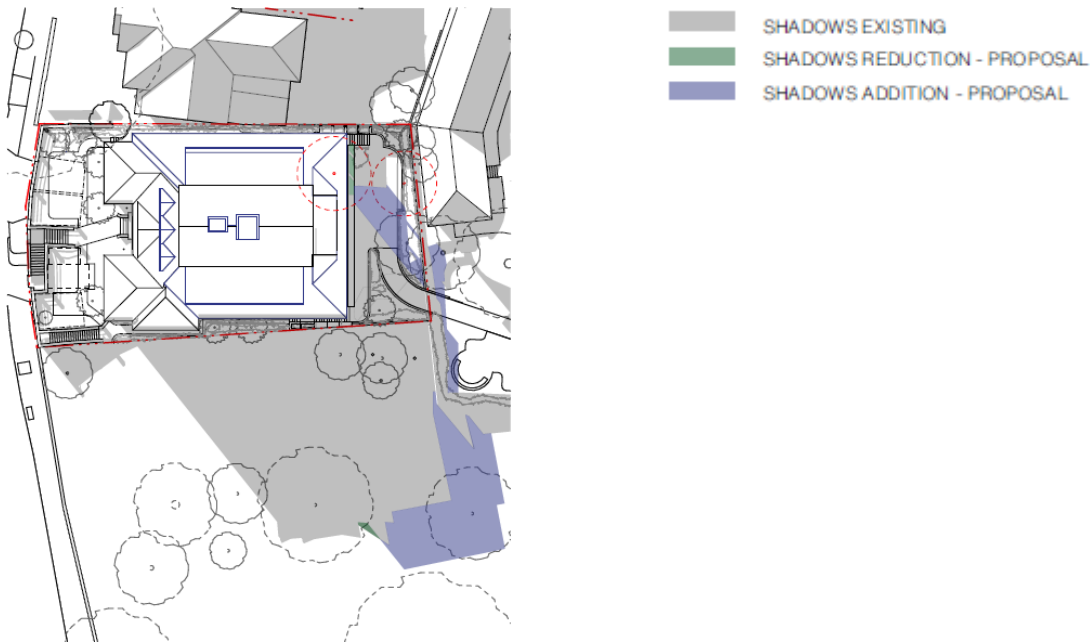 SHADOWS EXISTING
SHADOWS REDUCTION - PROPOSAL
SHADOWS ADDITION - PROPOSAL